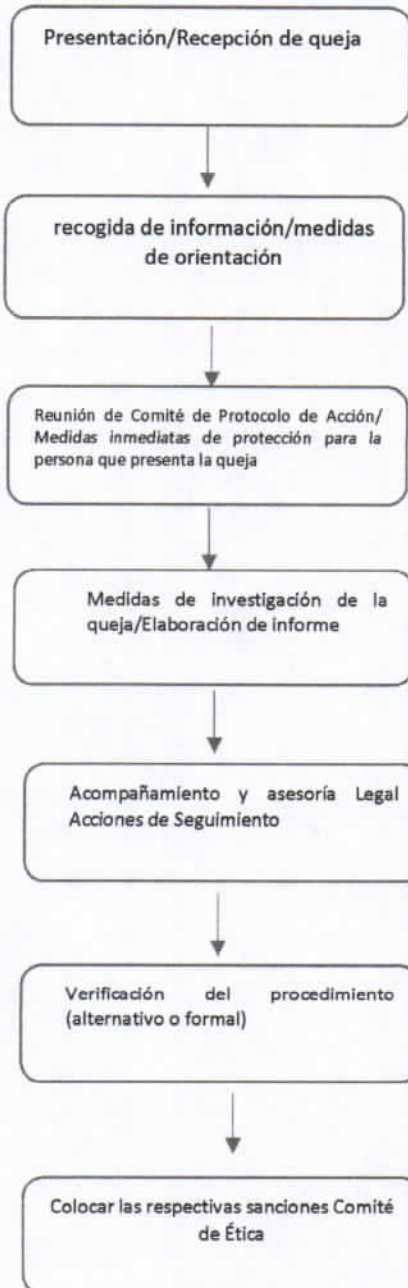 Presentación/Recepción de queja
recogida de información/medidas
de orientación
Reunión de Comité de Protocolo de Acción/
Medidas inmediatas de protección para la
persona que presenta la queja
Medidas de investigación de la
queja/Elaboración de informe
Acompañamiento y asesoría Legal
Acciones de Seguimiento
Verificación del procedimiento
(alternativo o formal)
Colocar las respectivas sanciones Comité
de Ética